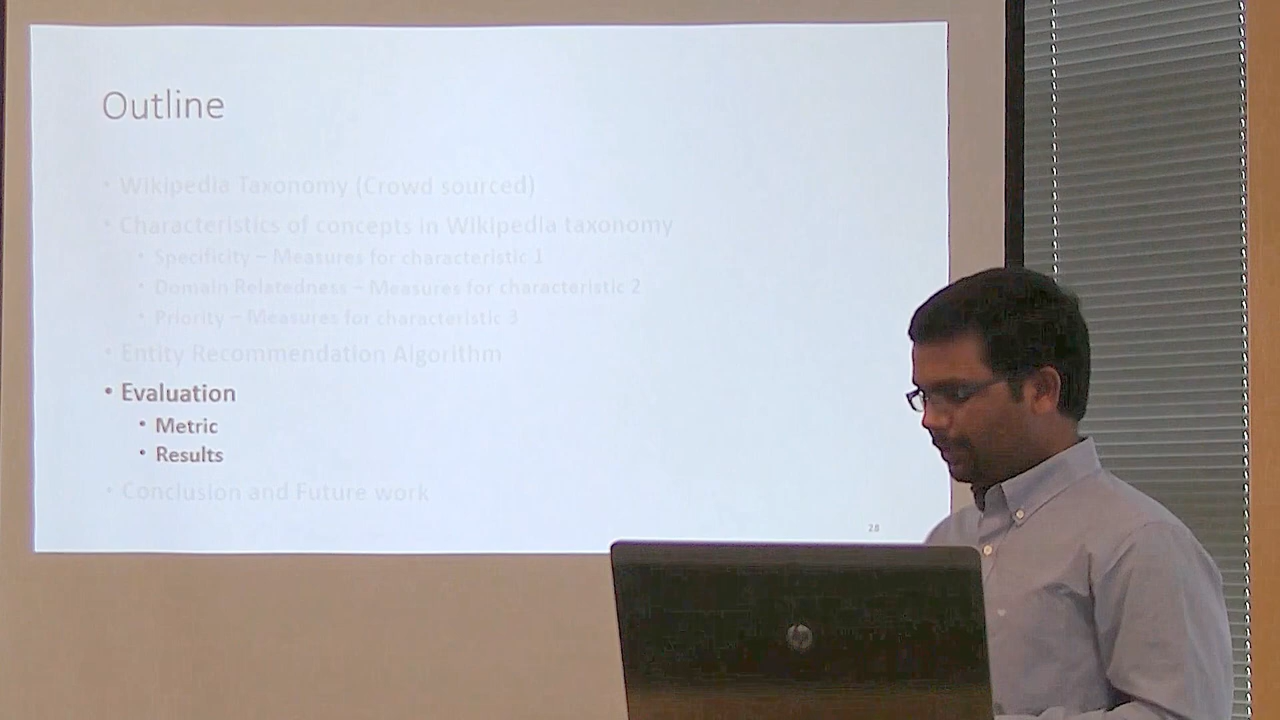 Outline
• Wikipedia Taxonomy (Crowd sourced)
• Characteristics of concepts in Wikipedia taxonomy
• Specificity – Measures for characteristic 1
• Domain Relatedness – Measures for characteristic 2
• Priority – Measures for characteristic 3
• Entity Recommendation Algorithm
• Evaluation
• Metric
• Results
• Conclusion and Future work
28
hp